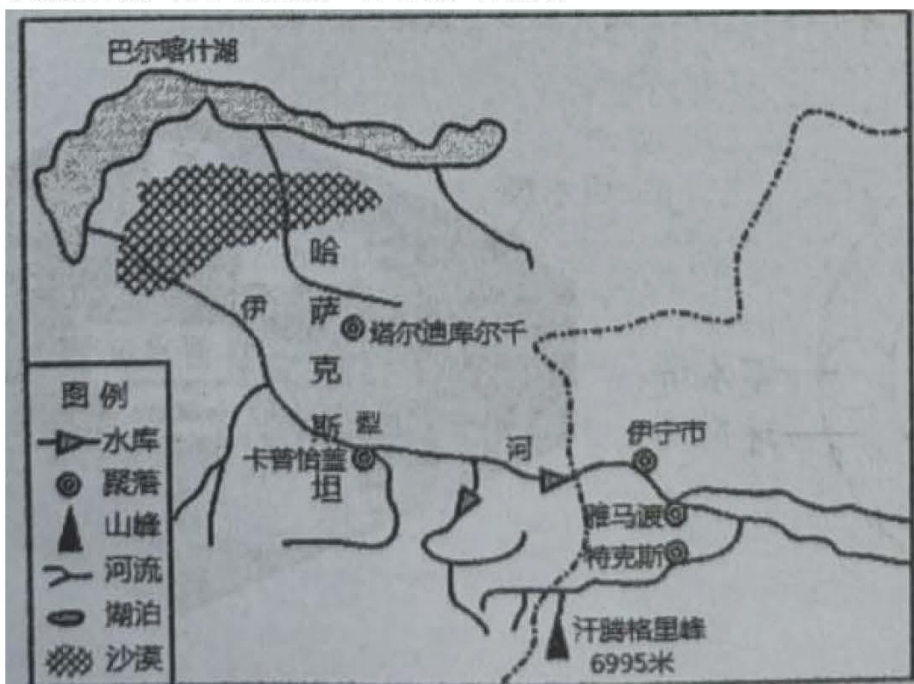 巴尔喀什湖
哈
萨
克
斯
坦
伊
犁
河
塔尔迪库尔干
卡普恰盖
伊宁市
雅马渡
特克斯
汗腾格里峰
6995米
图例
水库
聚落
山峰
河流
湖泊
沙漠